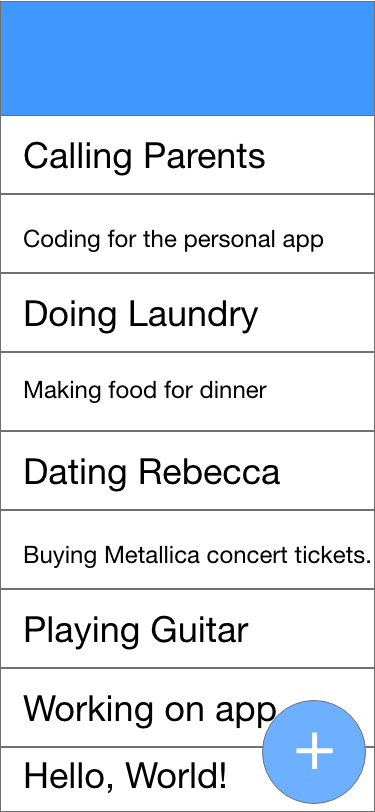 Calling Parents
Coding for the personal app
Doing Laundry
Making food for dinner
Dating Rebecca
Buying Metallica concert tickets.
Playing Guitar
Working on app
Hello, World!
+